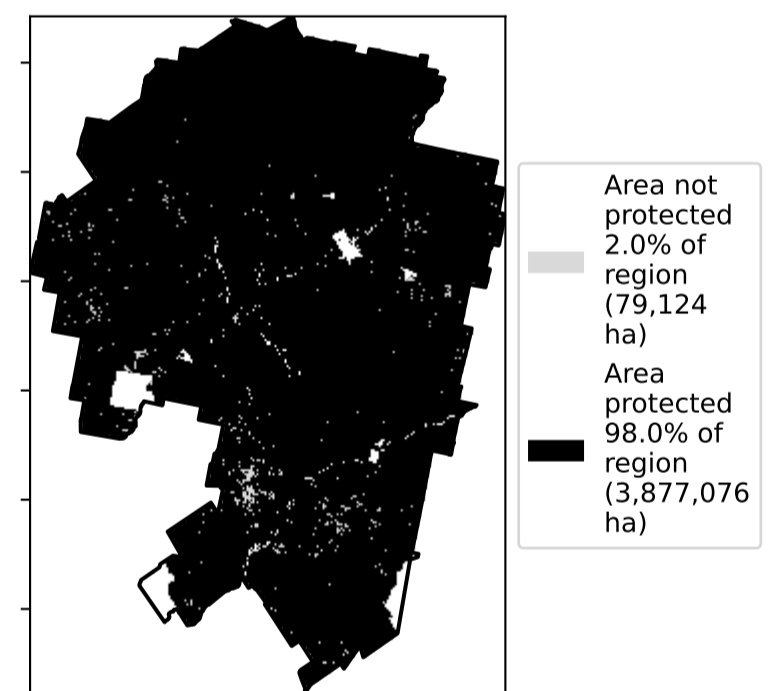 Area not
protected
2.0% of
region
(79,124
ha)
Area
protected
98.0% of
region
(3,877,076
ha)